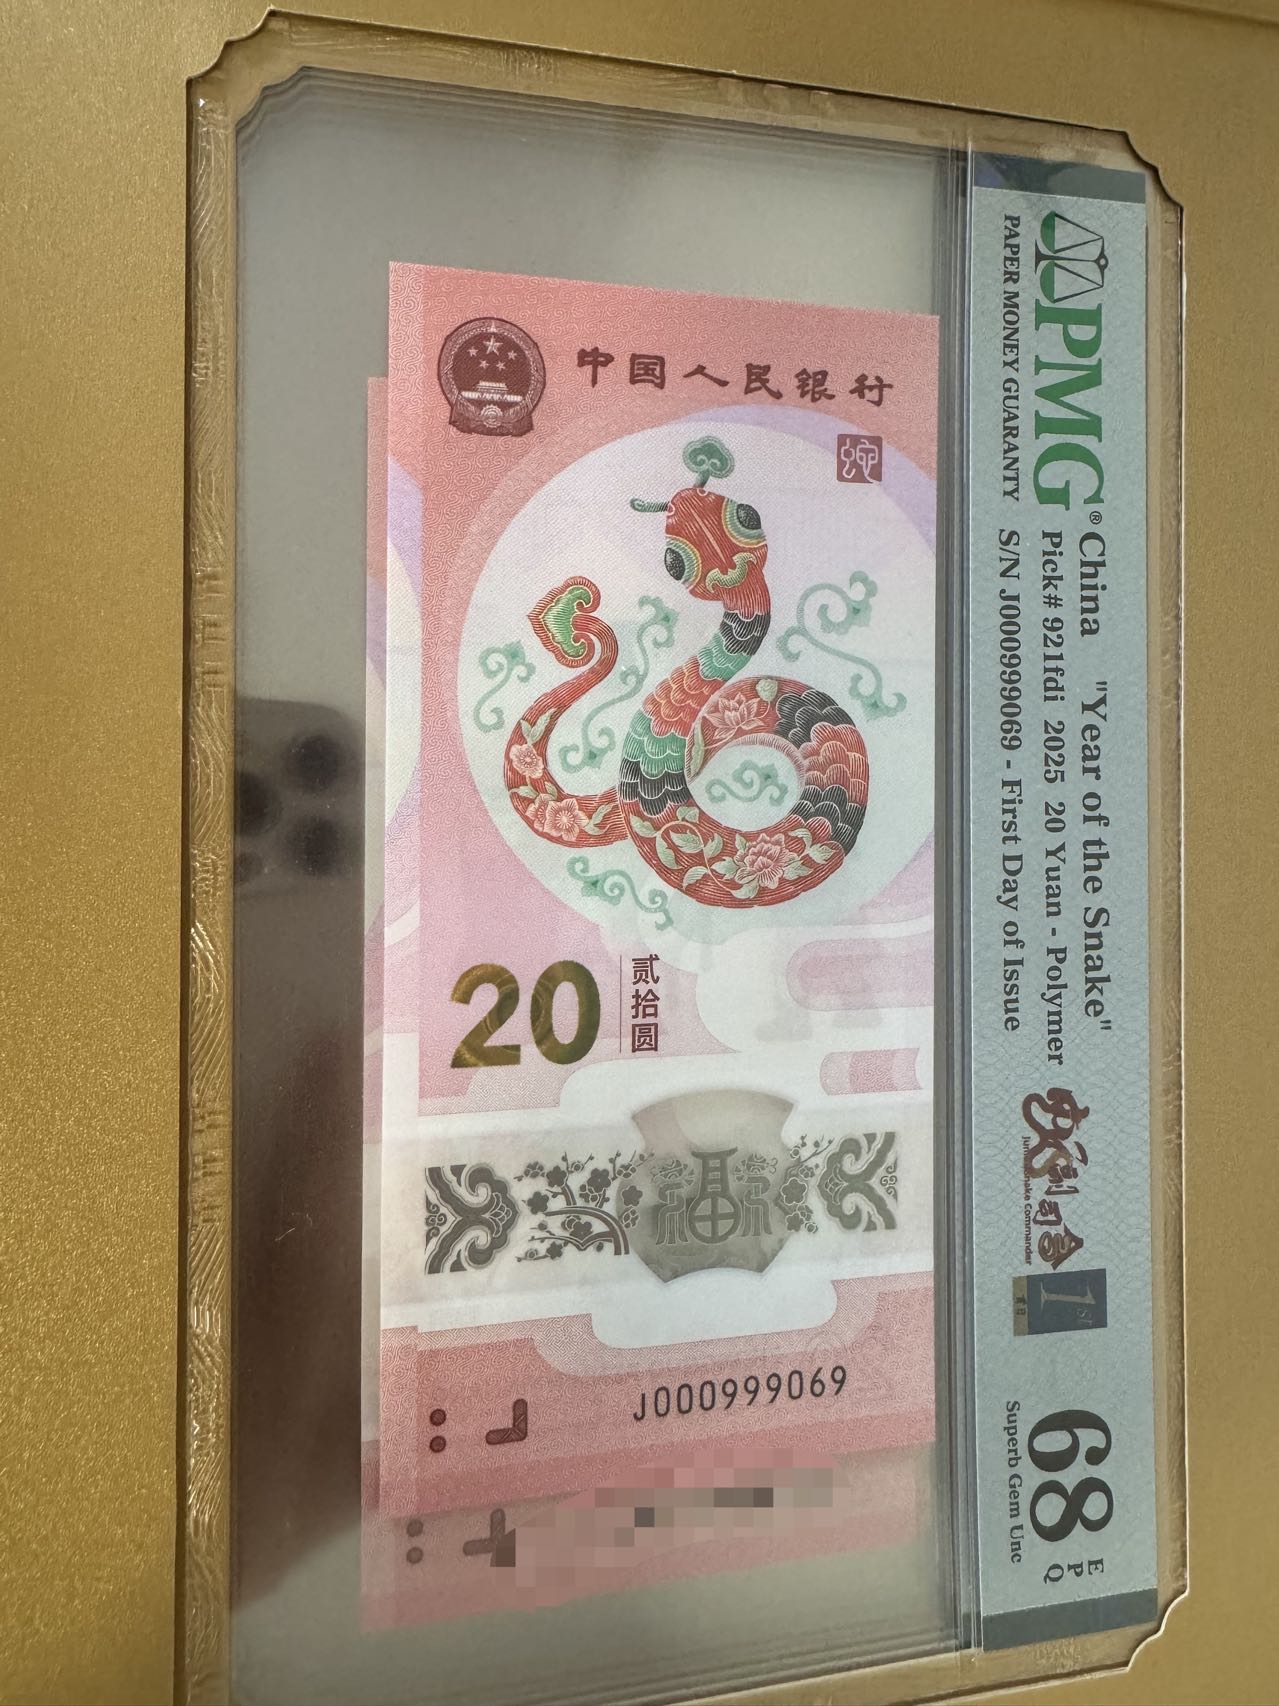 中国人民银行
蛇
20
贰拾圆
福
J000999069
PMG®
PAPER MONEY GUARANTY
China "Year of the Snake"
Pick# 921fdi 2025 20 Yuan - Polymer
S/N J000999069 - First Day of Issue
1st
首日
68
EPQ
Superb Gem Unc